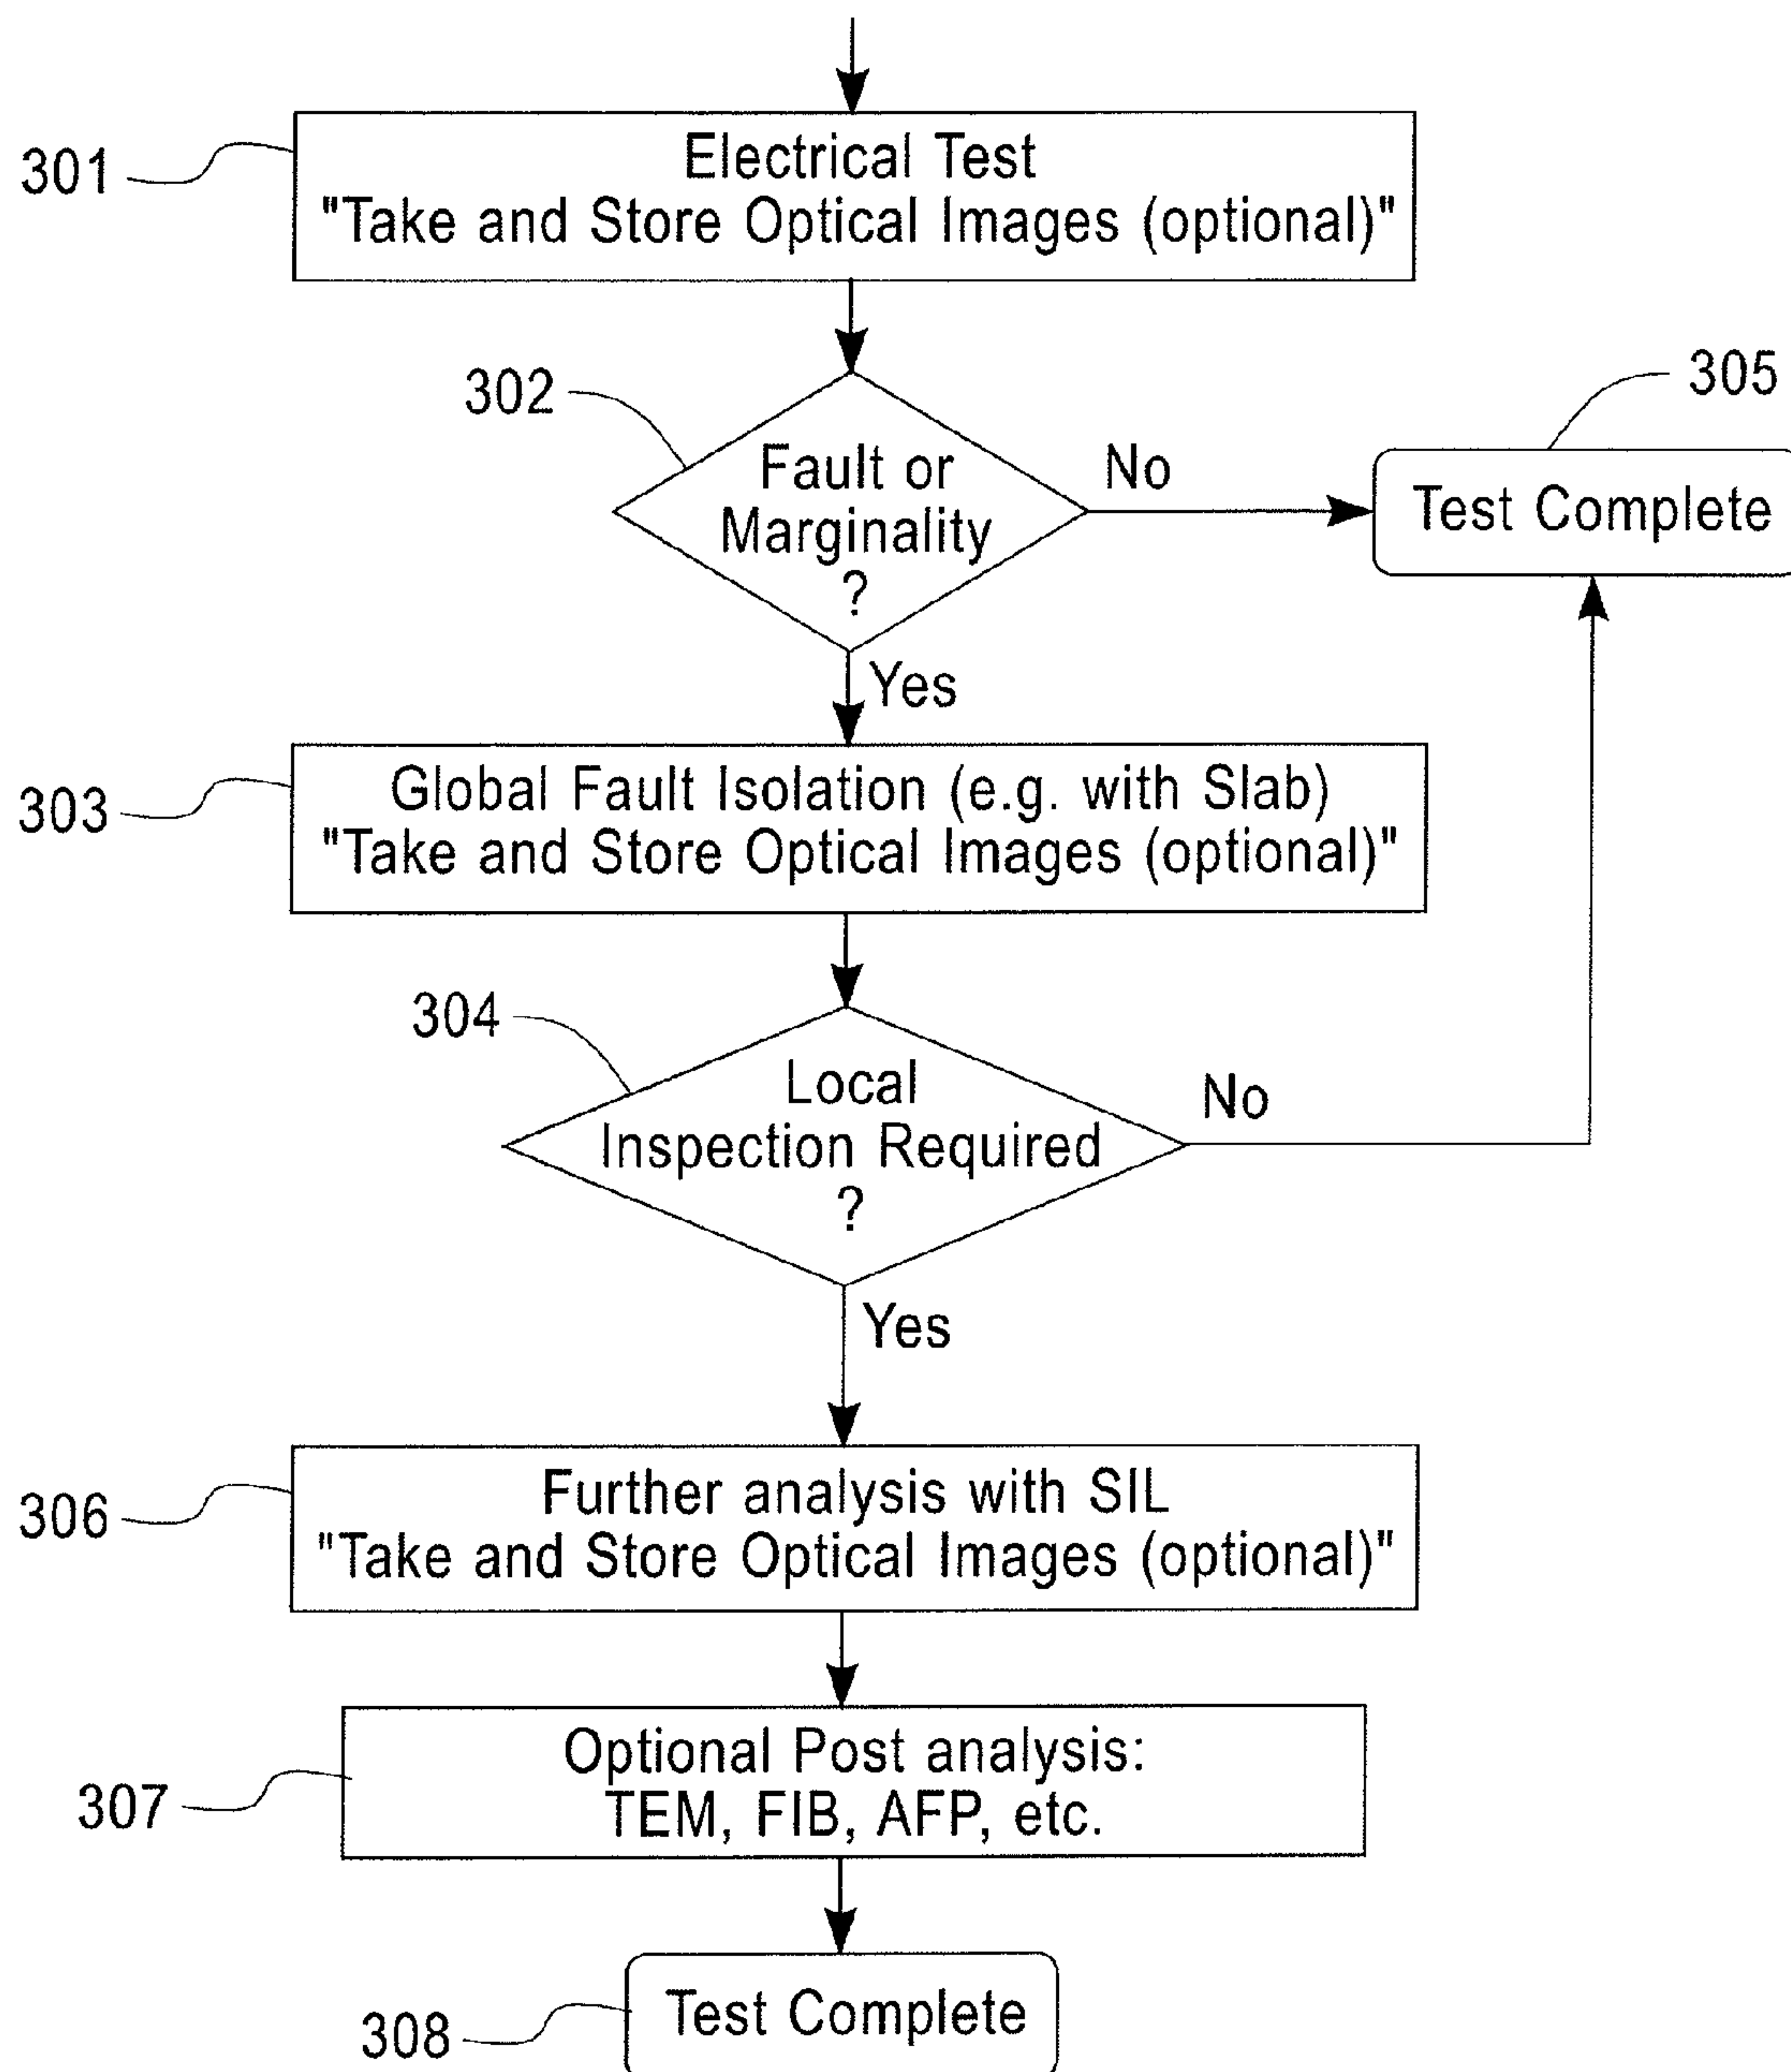 301
Electrical Test
"Take and Store Optical Images (optional)"
302
Fault or
Marginality
?
No
305
Test Complete
Yes
303
Global Fault Isolation (e.g. with Slab)
"Take and Store Optical Images (optional)"
304
Local
Inspection Required
?
No
Yes
306
Further analysis with SIL
"Take and Store Optical Images (optional)"
307
Optional Post analysis:
TEM, FIB, AFP, etc.
308
Test Complete